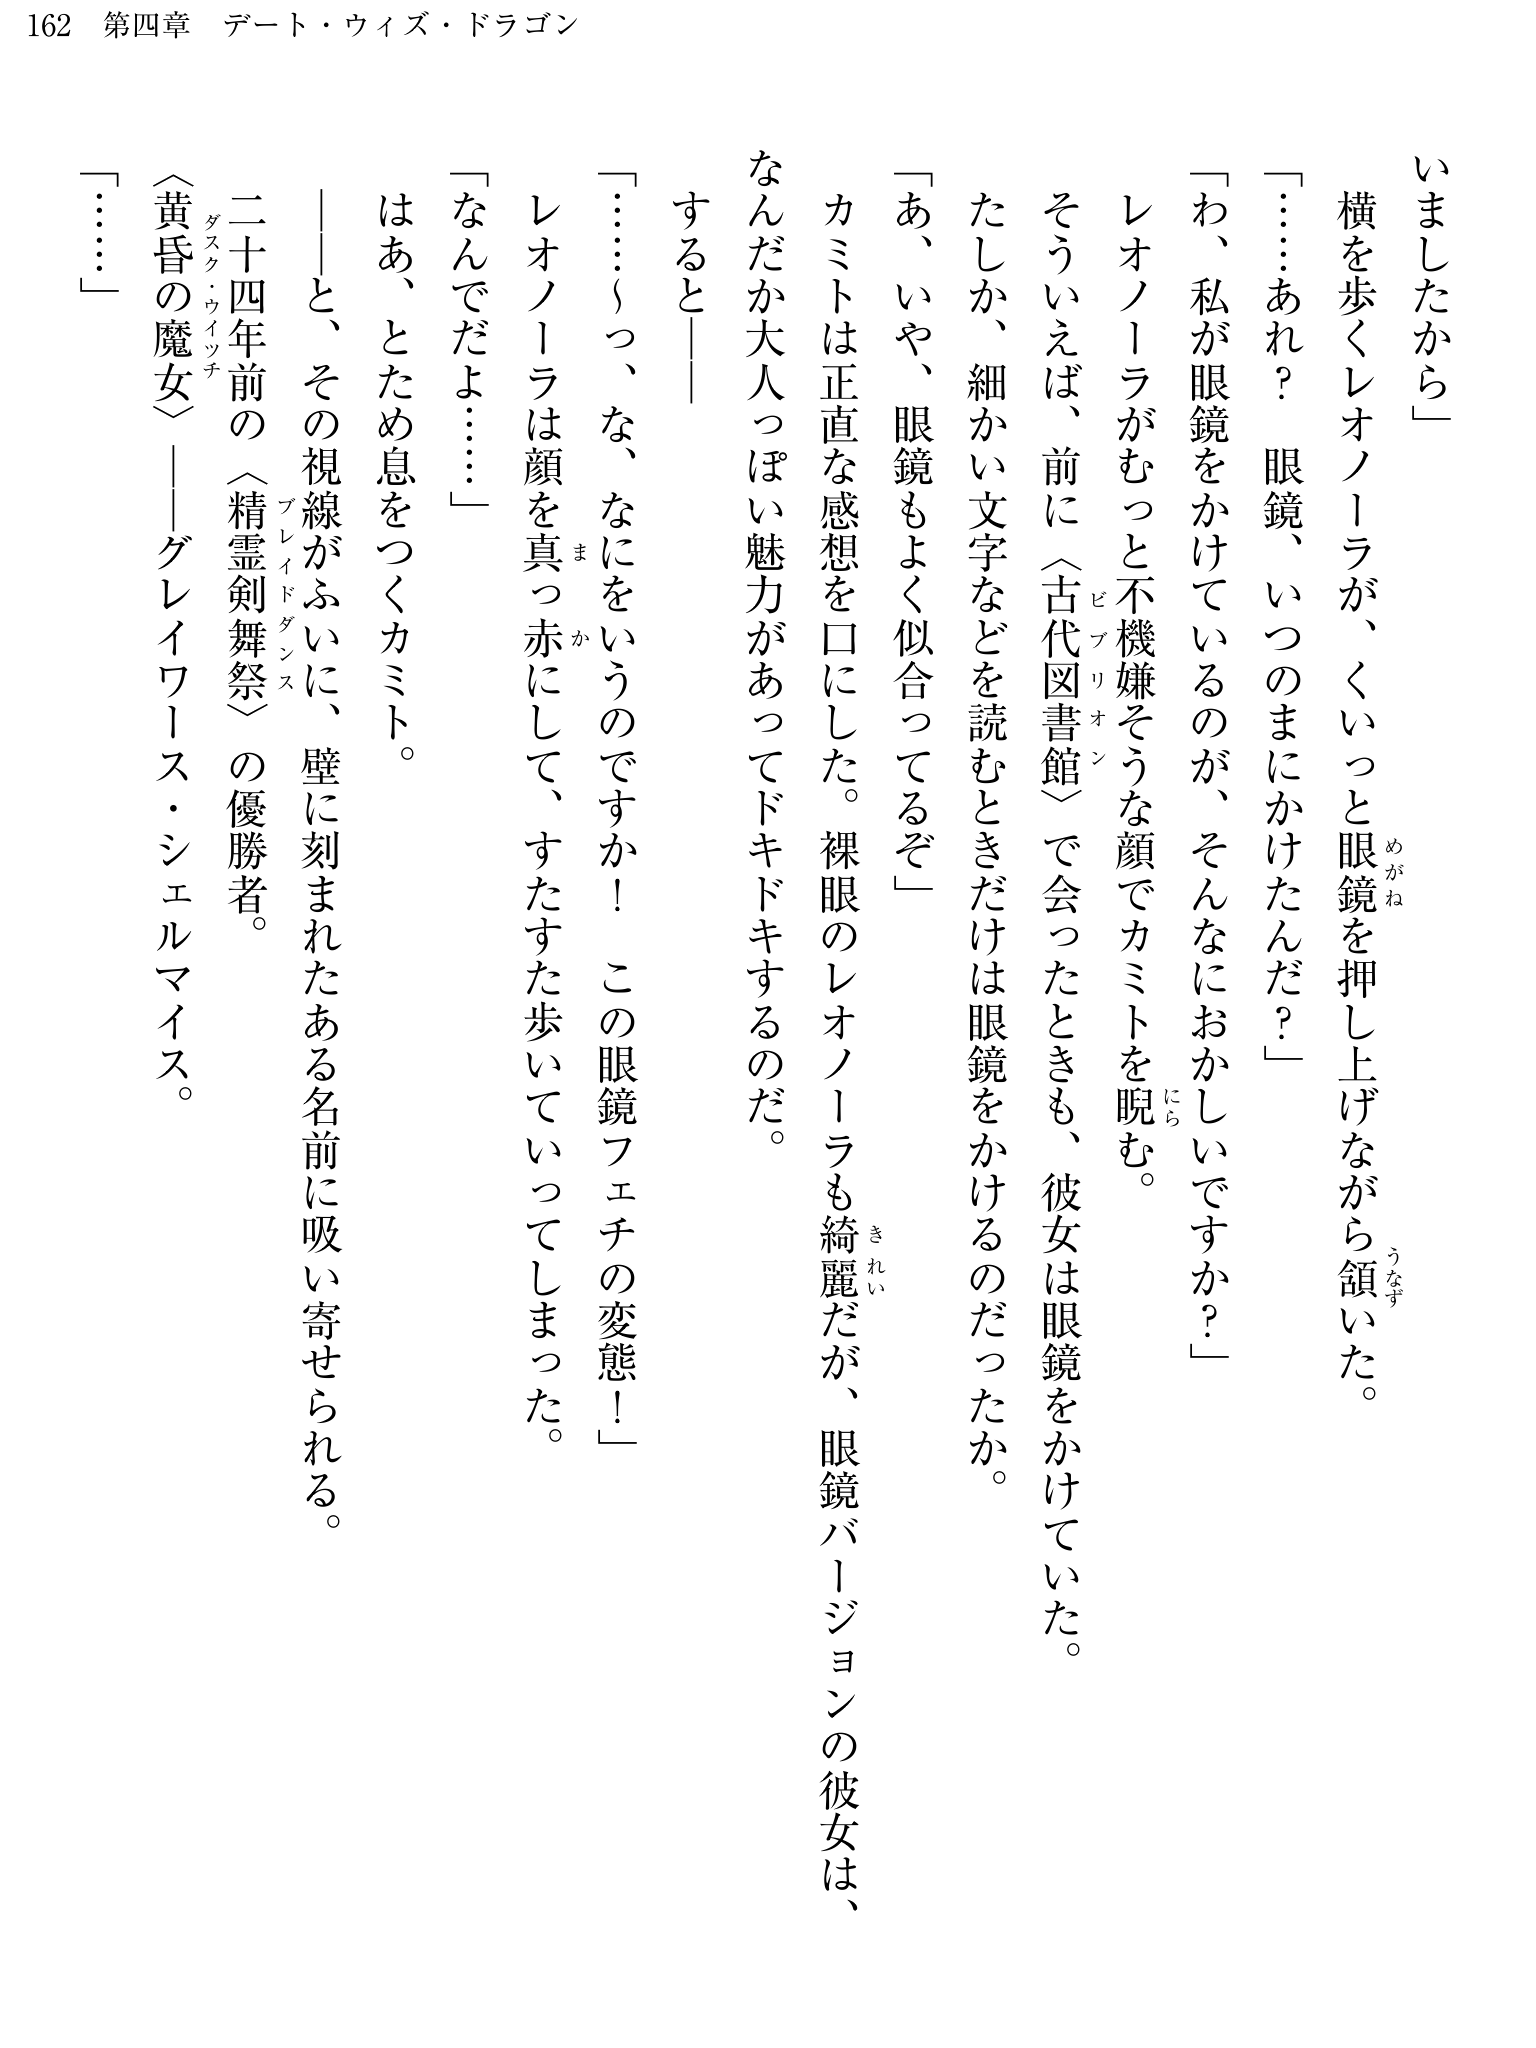 162 第四章 デート・ウィズ・ドラゴン
いましたから」
　横を歩くレオノーラが、くいっと眼鏡を押し上げながら頷いた。
「……あれ？　眼鏡、いつのまにかけたんだ？」
「わ、私が眼鏡をかけているのが、そんなにおかしいですか？」
　レオノーラがむっと不機嫌そうな顔でカミトを睨む。
　そういえば、前に〈古代図書館〉で会ったときも、彼女は眼鏡をかけていた。
　たしか、細かい文字などを読むときだけは眼鏡をかけるのだったか。
「あ、いや、眼鏡もよく似合ってるぞ」
　カミトは正直な感想を口にした。裸眼のレオノーラも綺麗だが、眼鏡バージョンの彼女は、
なんだか大人っぽい魅力があってドキドキするのだ。
　すると――
「……～っ、な、なにをいうのですか！　この眼鏡フェチの変態！」
　レオノーラは顔を真っ赤にして、すたすた歩いていってしまった。
「なんでだよ……」
　はあ、とため息をつくカミト。
　――と、その視線がふいに、壁に刻まれたある名前に吸い寄せられる。
　二十四年前の〈精霊剣舞祭〉の優勝者。
〈黄昏の魔女〉――グレイワース・シェルマイス。
「……」
めがね
うなず
にら
ビブリオン
きれい
まか
ブレイドダンス
ダスク・ウイッチ